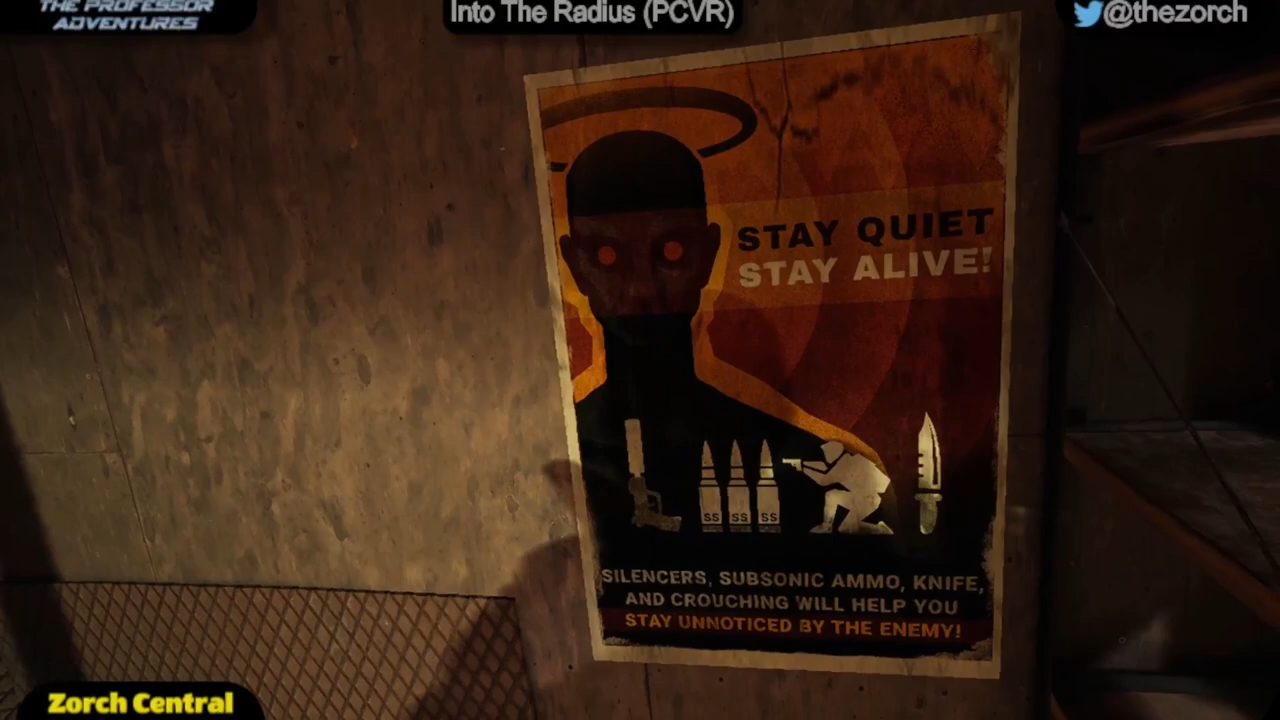 THE PROFESSOR
ADVENTURES
Into The Radius (PCVR)
@thezorch
STAY QUIET
STAY ALIVE!
SS SS SS
SILENCERS, SUBSONIC AMMO, KNIFE,
AND CROUCHING WILL HELP YOU
STAY UNNOTICED BY THE ENEMY!
Zorch Central